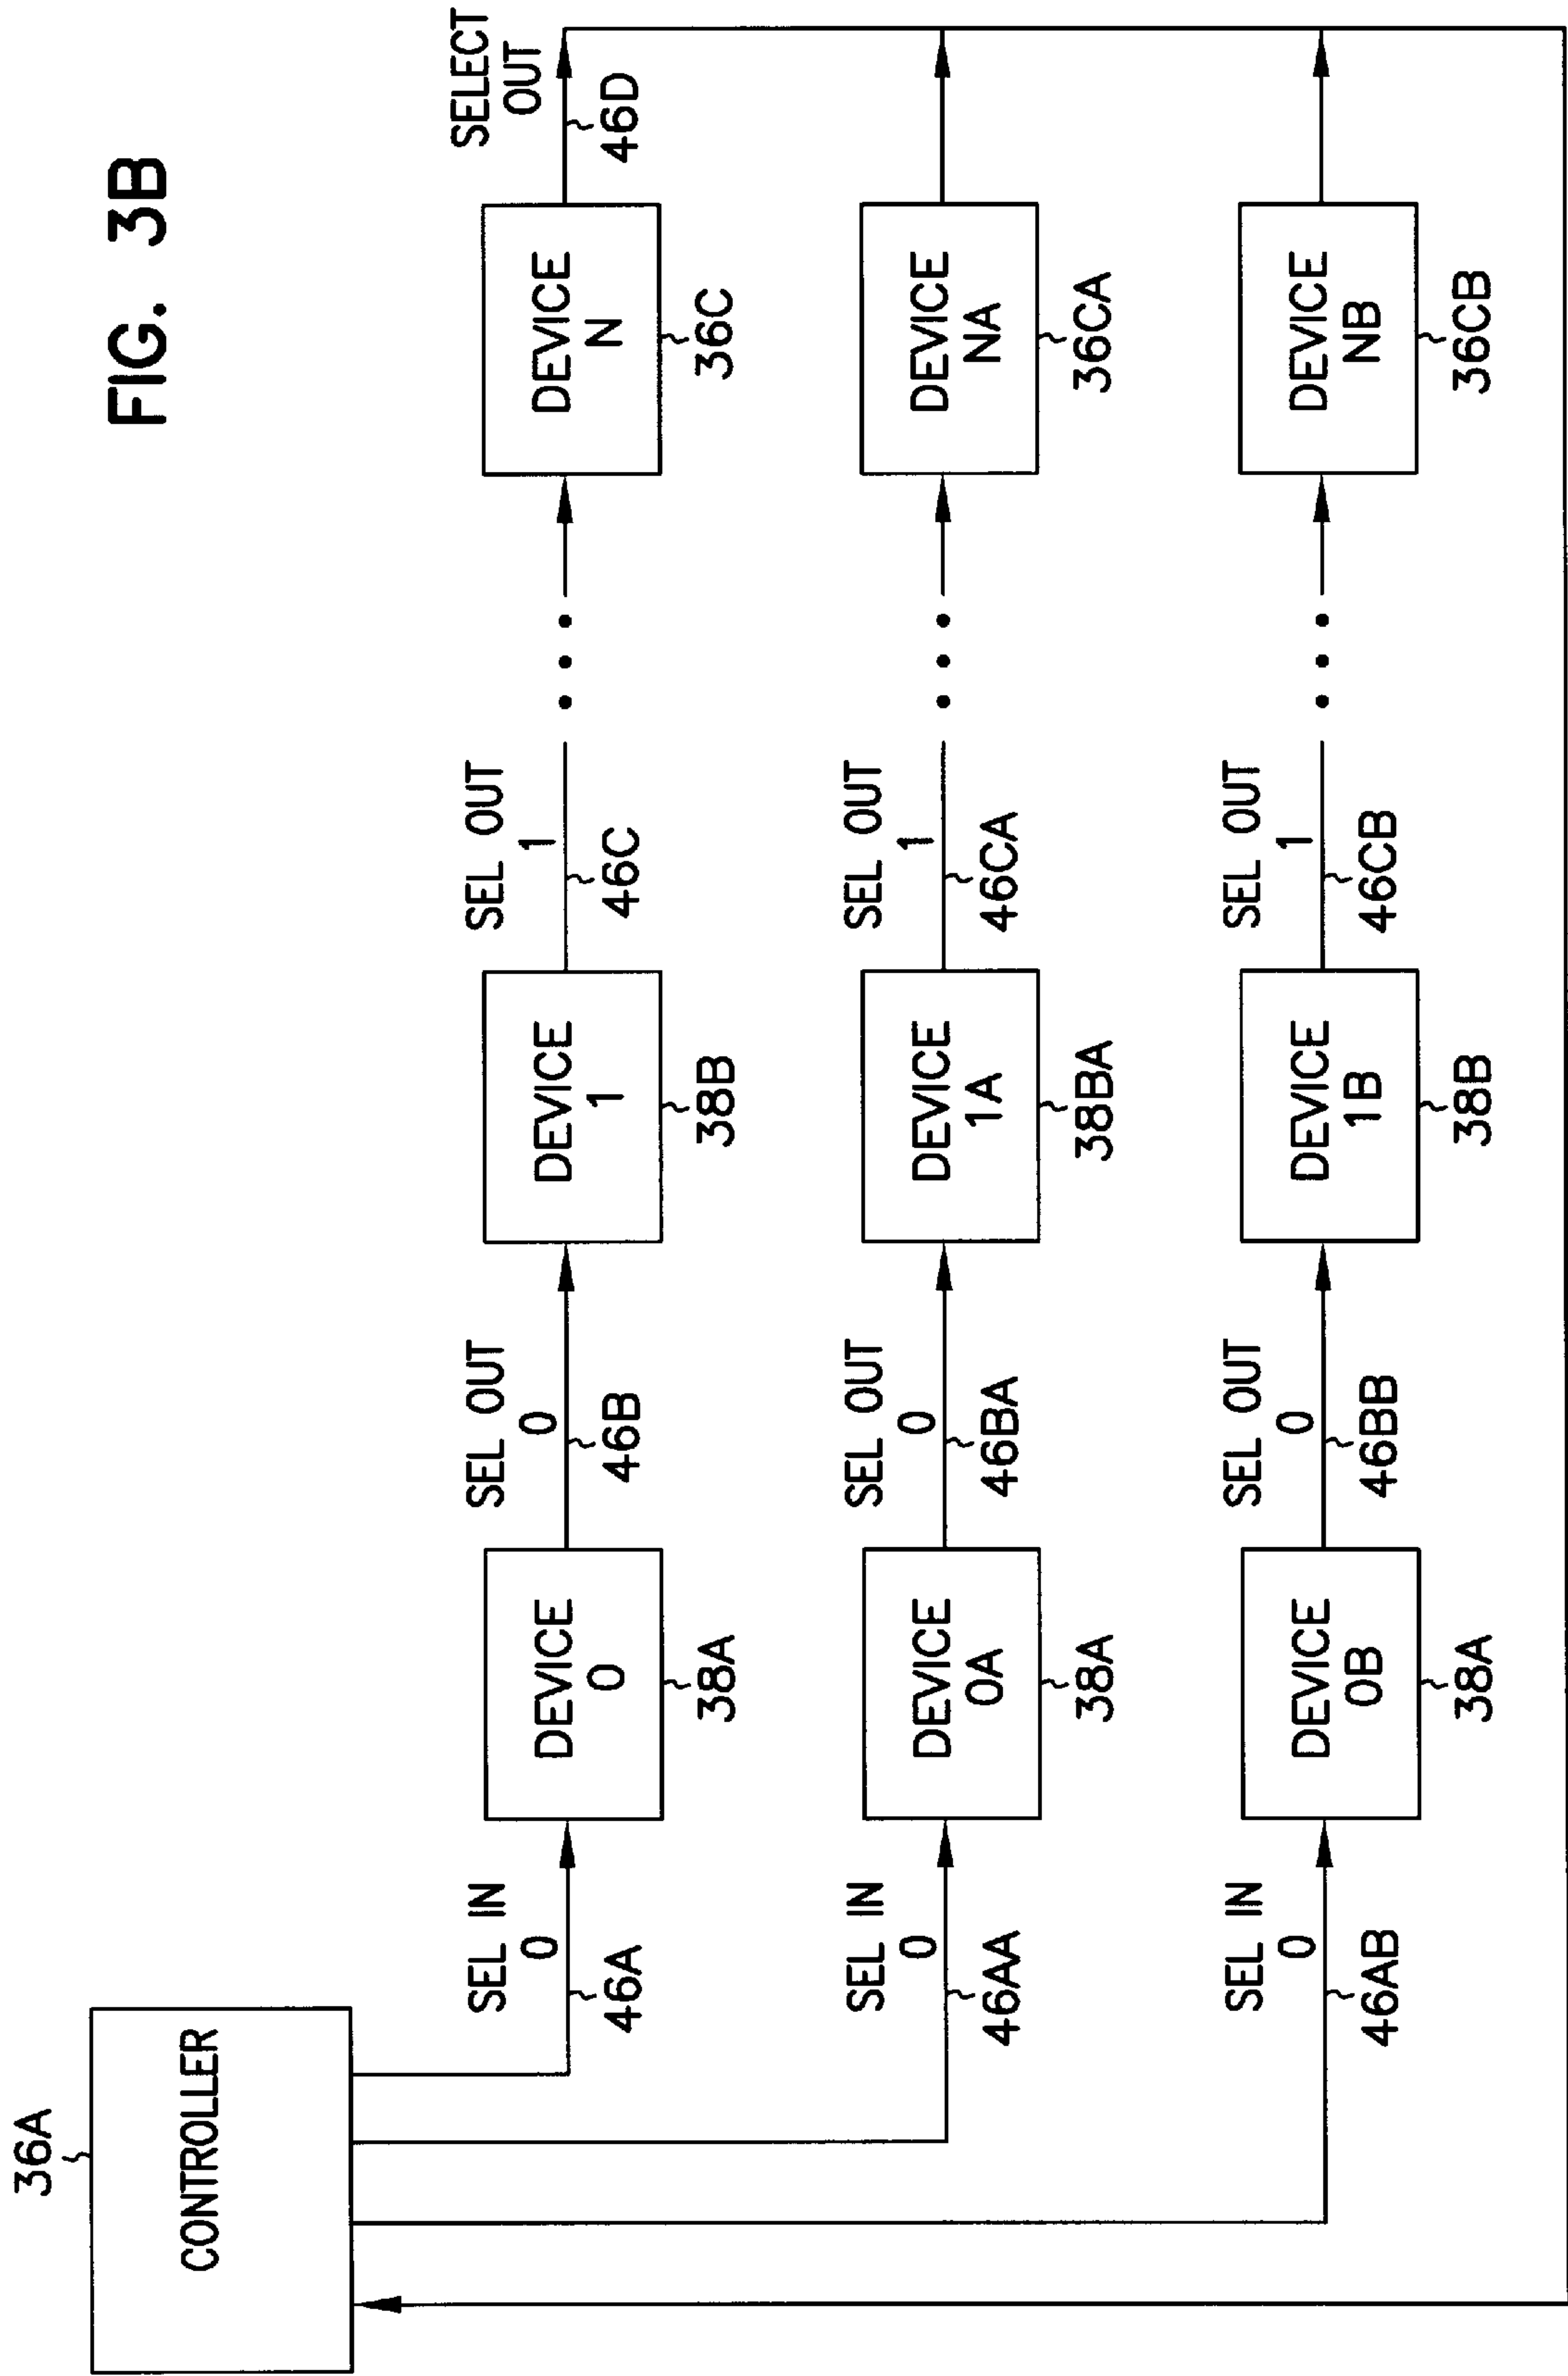 FIG. 3B
36A
CONTROLLER
SEL IN
0
46A
DEVICE
0
38A
SEL OUT
0
46B
DEVICE
1
38B
SEL OUT
1
46C
DEVICE
N
36C
SELECT
OUT
46D
SEL IN
0
46AA
DEVICE
0A
38A
SEL OUT
0
46BA
DEVICE
1A
38BA
SEL OUT
1
46CA
DEVICE
NA
36CA
SEL IN
0
46AB
DEVICE
0B
38A
SEL OUT
0
46BB
DEVICE
1B
38B
SEL OUT
1
46CB
DEVICE
NB
36CB